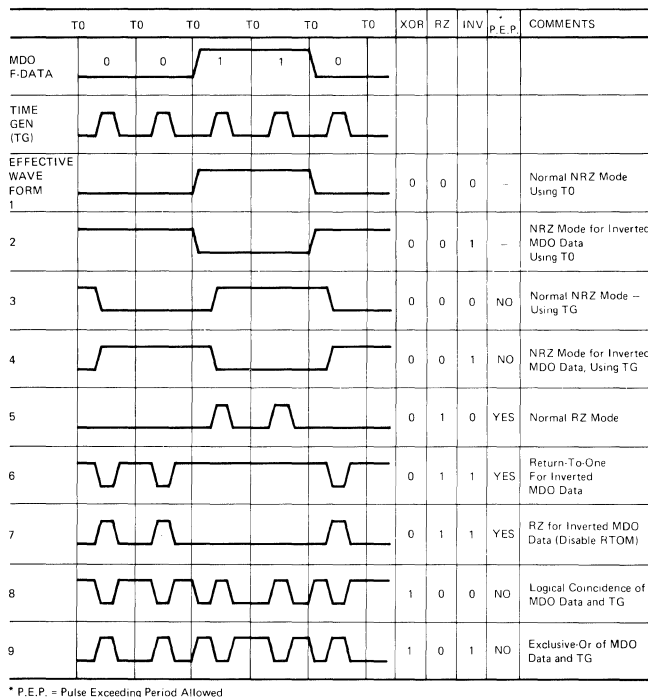 T0 T0 T0 T0 T0 T0 XOR RZ INV * P.E.P. COMMENTS
MDO
F-DATA
0 0 1 1 0
TIME
GEN
(TG)
EFFECTIVE
WAVE
FORM
1
0 0 0 –
Normal NRZ Mode
Using T0
2
0 0 1 –
NRZ Mode for Inverted
MDO Data
Using T0
3
0 0 0 NO
Normal NRZ Mode –
Using TG
4
0 0 1 NO
NRZ Mode for Inverted
MDO Data, Using TG
5
0 1 0 YES
Normal RZ Mode
6
0 1 1 YES
Return-To-One
For Inverted
MDO Data
7
0 1 1 YES
RZ for Inverted MDO
Data (Disable RTOM)
8
1 0 0 NO
Logical Coincidence of
MDO Data and TG
9
1 0 1 NO
Exclusive-Or of MDO
Data and TG
* P.E.P. = Pulse Exceeding Period Allowed